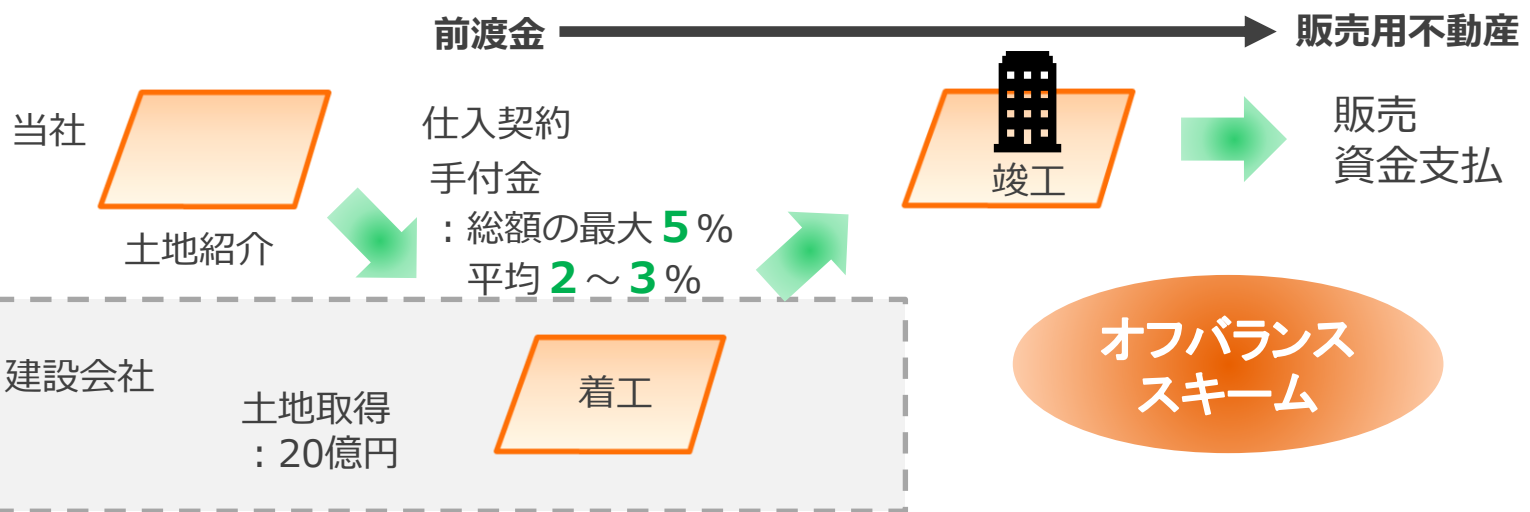 前渡金
販売用不動産
当社
土地紹介
仕入契約
手付金
：総額の最大5%
平均2～3%
竣工
販売
資金支払
建設会社
土地取得
：20億円
着工
オフバランス
スキーム